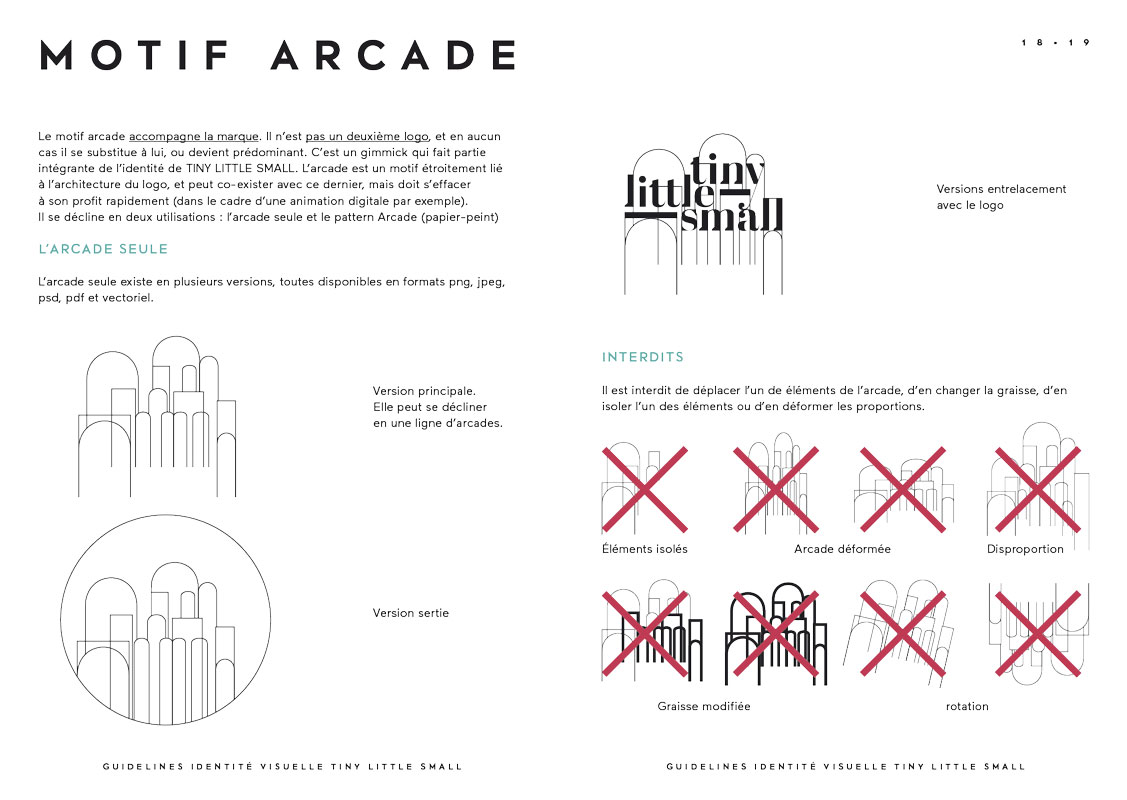 MOTIF ARCADE
18 • 19
Le motif arcade accompagne la marque. Il n’est pas un deuxième logo, et en aucun
cas il se substitue à lui, ou devient prédominant. C’est un gimmick qui fait partie
intégrante de l’identité de TINY LITTLE SMALL. L’arcade est un motif étroitement lié
à l’architecture du logo, et peut co-exister avec ce dernier, mais doit s’effacer
à son profit rapidement (dans le cadre d’une animation digitale par exemple).
Il se décline en deux utilisations : l’arcade seule et le pattern Arcade (papier-peint)
L’ARCADE SEULE
L’arcade seule existe en plusieurs versions, toutes disponibles en formats png, jpeg,
psd, pdf et vectoriel.
Version principale.
Elle peut se décliner
en une ligne d’arcades.
Version sertie
GUIDELINES IDENTITÉ VISUELLE TINY LITTLE SMALL
tiny
little
small
Versions entrelacement
avec le logo
INTERDITS
Il est interdit de déplacer l’un de éléments de l’arcade, d’en changer la graisse, d’en
isoler l’un des éléments ou d’en déformer les proportions.
Éléments isolés
Arcade déformée
Disproportion
Graisse modifiée
rotation
GUIDELINES IDENTITÉ VISUELLE TINY LITTLE SMALL